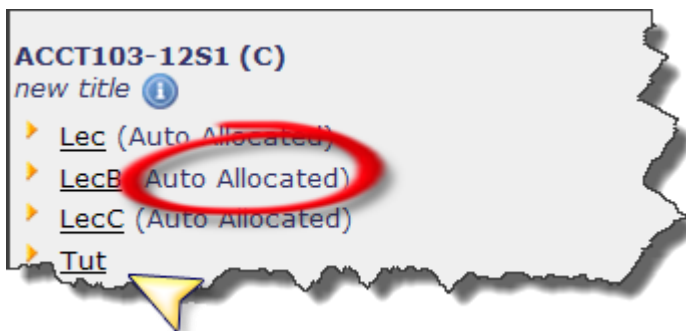 ACCT103-12S1 (C)
new title
Lec (Auto Allocated)
LecB (Auto Allocated)
LecC (Auto Allocated)
Tut